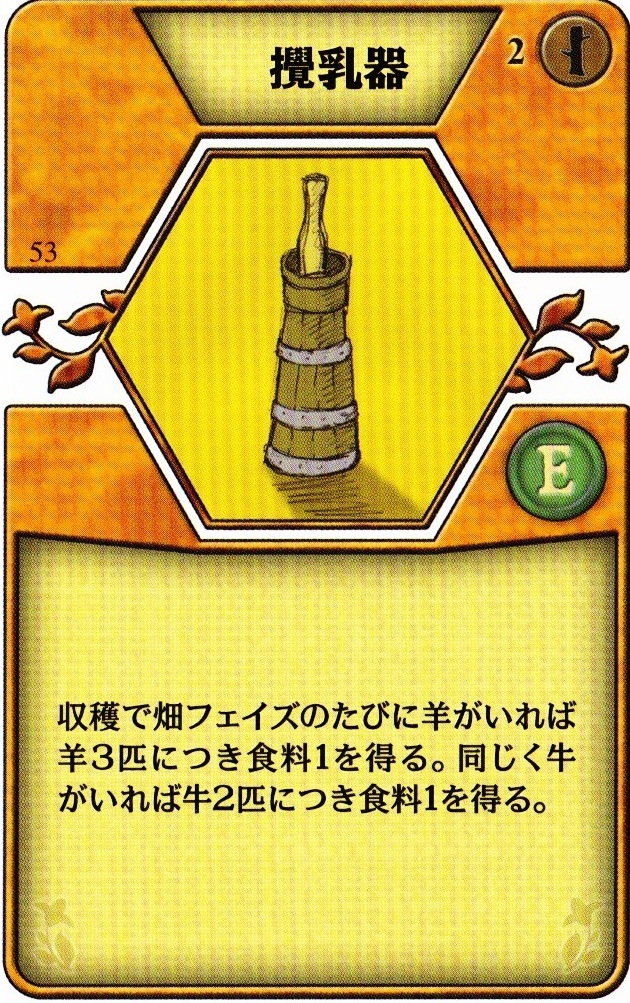 攪乳器
2
53
E
収穫で畑フェイズのたびに羊がいれば
羊3匹につき食料1を得る。同じく牛
がいれば牛2匹につき食料1を得る。